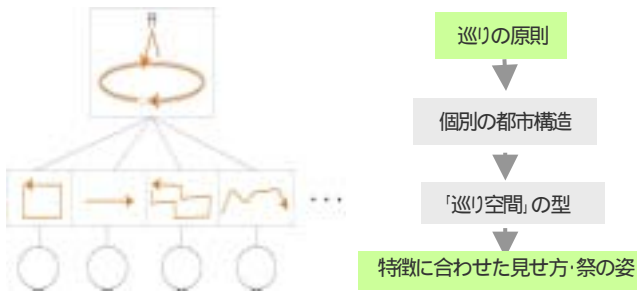 巡りの原則
個別の都市構造
「巡り空間」の型
・・・
特徴に合わせた見せ方・祭の姿